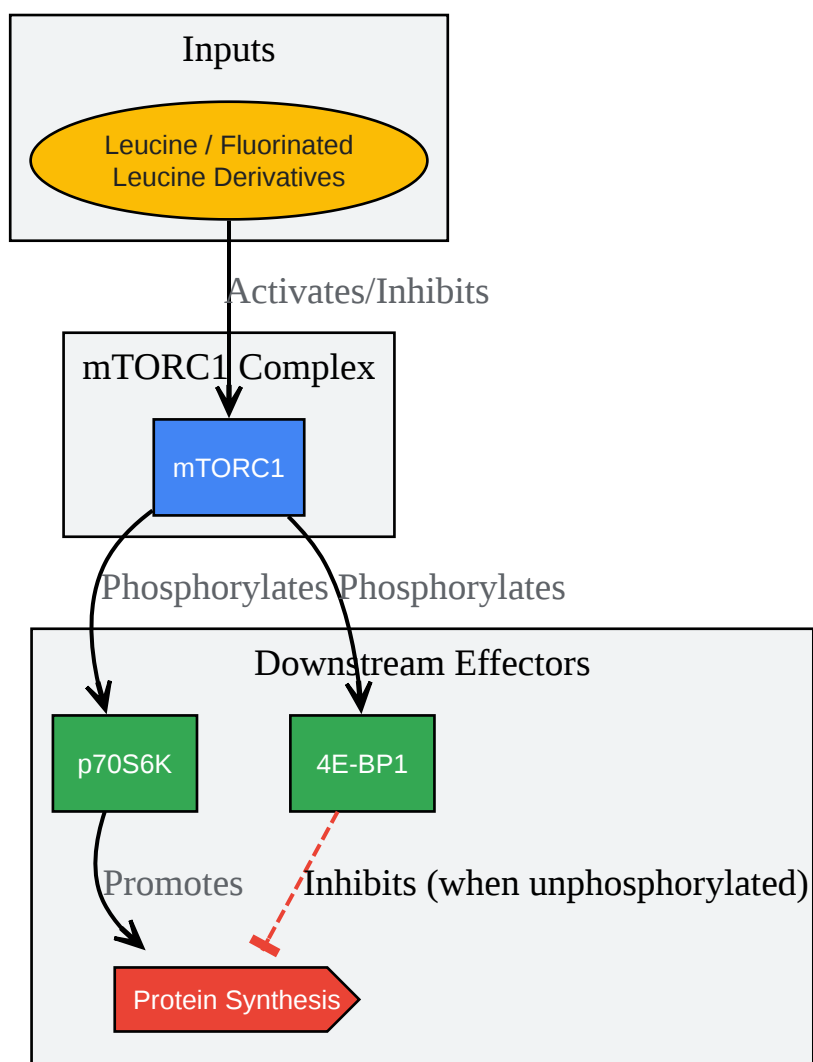 Inputs
Leucine / Fluorinated
Leucine Derivatives
Activates/Inhibits
mTORC1 Complex
mTORC1
Phosphorylates Phosphorylates
Downstream Effectors
p70S6K
4E-BP1
Promotes
Inhibits (when unphosphorylated)
Protein Synthesis